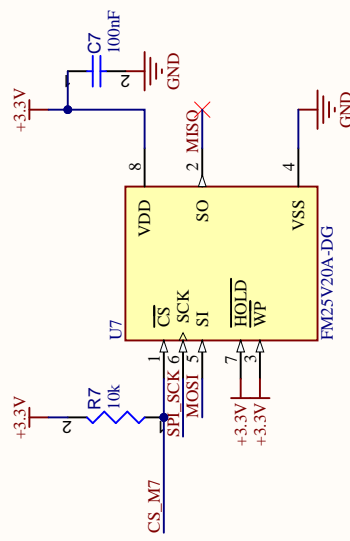 +3.3V
+3.3V
R7
10k
2
1
C7
100nF
1
2
GND
CS_M7
SPI_SCK
MOSI
+3.3V
+3.3V
U7
1
CS
6
SCK
5
SI
7
HOLD
3
WP
VDD
8
SO
2
MISO
VSS
4
GND
FM25V20A-DG